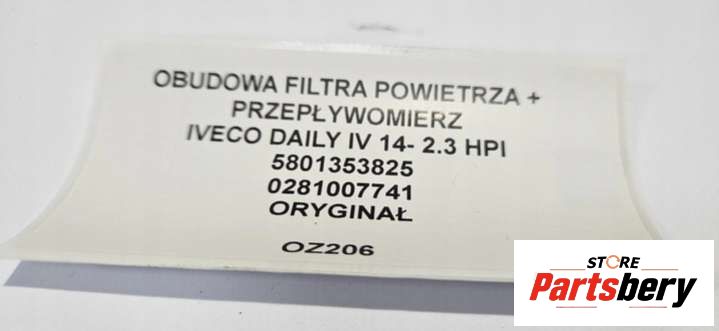 OBUDOWA FILTRA POWIETRZA +
PRZEPŁYWOMIERZ
IVECO DAILY IV 14- 2.3 HPI
5801353825
0281007741
ORYGINAŁ
OZ206
STORE
Partsbery